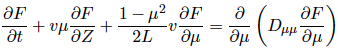 ∂F/∂t + vμ ∂F/∂Z + (1 − μ²)/(2L) v ∂F/∂μ = ∂/∂μ (D_μμ ∂F/∂μ)